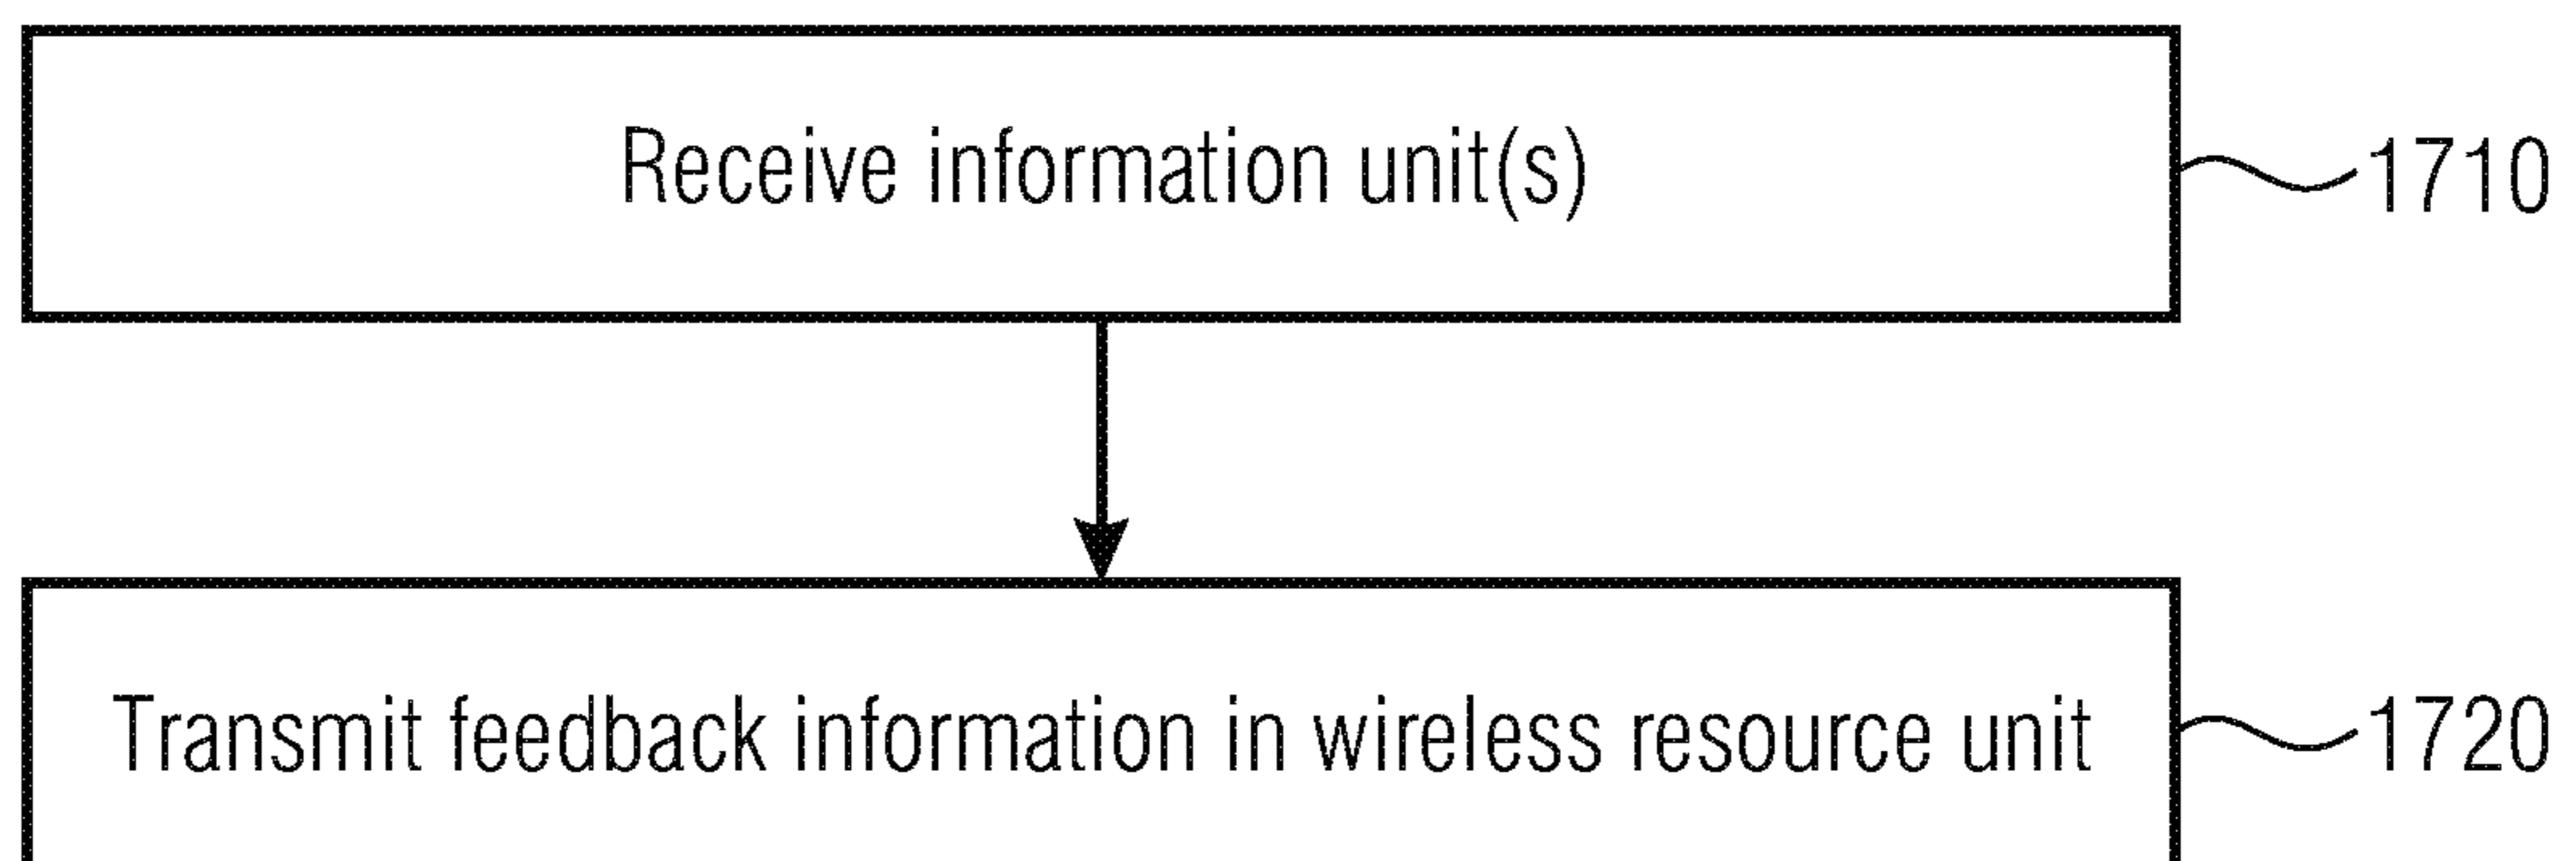 Receive information unit(s)
1710
Transmit feedback information in wireless resource unit
1720